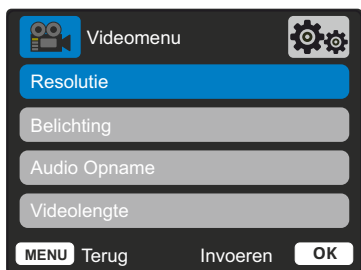 Videomenu
Resolutie
Belichting
Audio Opname
Videolengte
MENU Terug Invoeren OK